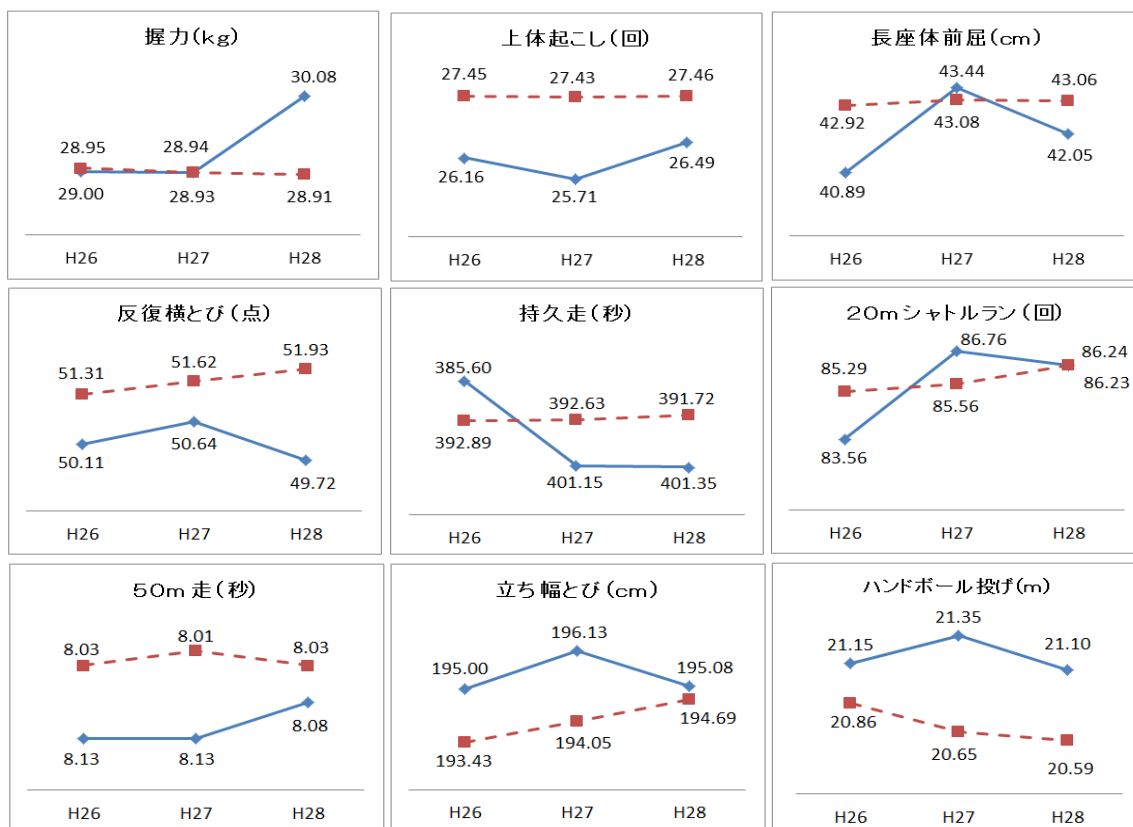 握力(kg)
30.08
28.95 28.94
29.00 28.93 28.91
H26 H27 H28
上体起こし(回)
27.45 27.43 27.46
26.16 25.71 26.49
H26 H27 H28
長座体前屈(cm)
43.44 43.06
42.92 43.08
40.89 42.05
H26 H27 H28
反復横とび(点)
51.31 51.62 51.93
50.11 50.64 49.72
H26 H27 H28
持久走(秒)
385.60
392.63 391.72
392.89
401.15 401.35
H26 H27 H28
20mシャトルラン(回)
86.76 86.24
85.29
85.56 86.23
83.56
H26 H27 H28
50m走(秒)
8.03 8.01 8.03
8.13 8.13 8.08
H26 H27 H28
立ち幅とび(cm)
196.13
195.00 195.08
193.43 194.05 194.69
H26 H27 H28
ハンドボール投げ(m)
21.15 21.35 21.10
20.86 20.65 20.59
H26 H27 H28